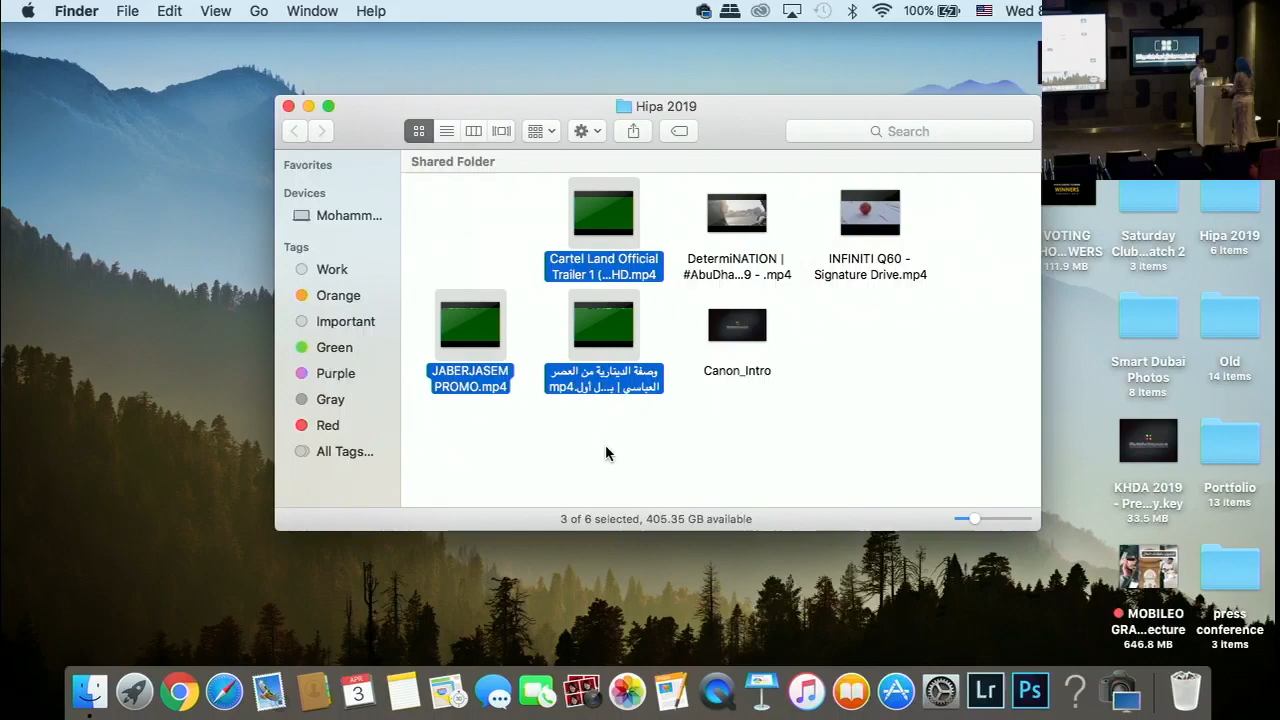 Finder File Edit View Go Window Help
100% Wed
Hipa 2019
Search
Favorites
Devices
Mohamm...
Tags
Work
Orange
Important
Green
Purple
Gray
Red
All Tags...
Shared Folder
Cartel Land Official
Trailer 1 (...HD.mp4
DetermiNATION |
#AbuDha...9 - .mp4
INFINITI Q60 -
Signature Drive.mp4
JABERJASEM
PROMO.mp4
وصفة الديناربة من العصر
العباسي | بـ...ل أول.mp4
Canon_Intro
3 of 6 selected, 405.35 GB available
WINNERS
VOTING
111.9 MB
Saturday
Club...atch 2
3 items
Hipa 2019
6 items
Smart Dubai
Photos
8 items
Old
14 items
KHDA 2019
- Pre...y.key
33.5 MB
Portfolio
13 items
MOBILEO
GRA...ecture
646.8 MB
press
conference
3 items
APR
3
Lr
Ps